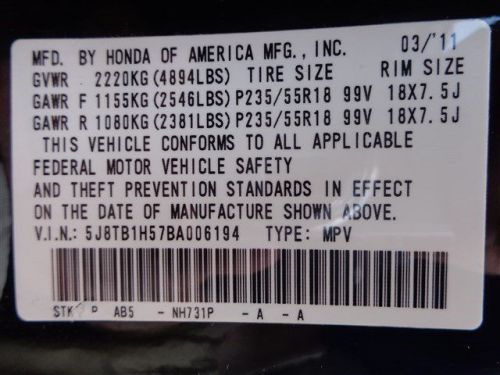 MFD. BY HONDA OF AMERICA MFG., INC. 03/'11
GVWR 2220KG(4894LBS) TIRE SIZE RIM SIZE
GAWR F 1155KG(2546LBS) P235/55R18 99V 18X7.5J
GAWR R 1080KG(2381LBS) P235/55R18 99V 18X7.5J
THIS VEHICLE CONFORMS TO ALL APPLICABLE
FEDERAL MOTOR VEHICLE SAFETY
AND THEFT PREVENTION STANDARDS IN EFFECT
ON THE DATE OF MANUFACTURE SHOWN ABOVE.
V.I.N.: 5J8TB1H57BA006194 TYPE: MPV
AB5 - NH731P - A - A